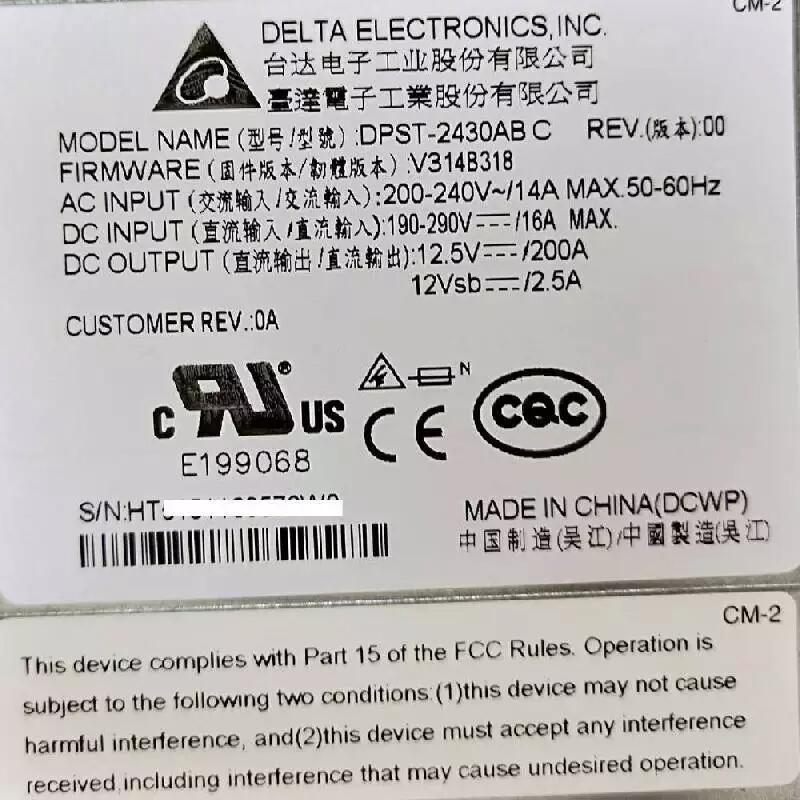 CM-2
DELTA ELECTRONICS,INC.
台达电子工业股份有限公司
臺達電子工業股份有限公司
MODEL NAME (型号/型號):DPST-2430AB C REV.(版本):00
FIRMWARE (固件版本/韌體版本):V314B318
AC INPUT (交流输入/交流輸入):200-240V~/14A MAX.50-60Hz
DC INPUT (直流输入/直流輸入):190-290V⎓/16A MAX.
DC OUTPUT (直流输出/直流輸出):12.5V⎓/200A
12Vsb⎓/2.5A
CUSTOMER REV.:0A
c RU® US
N
CE
CQC
E199068
S/N:HT
MADE IN CHINA(DCWP)
中国制造(吴江)/中國製造(吳江)
CM-2
This device complies with Part 15 of the FCC Rules. Operation is
subject to the following two conditions:(1)this device may not cause
harmful interference, and(2)this device must accept any interference
received,including interference that may cause undesired operation.